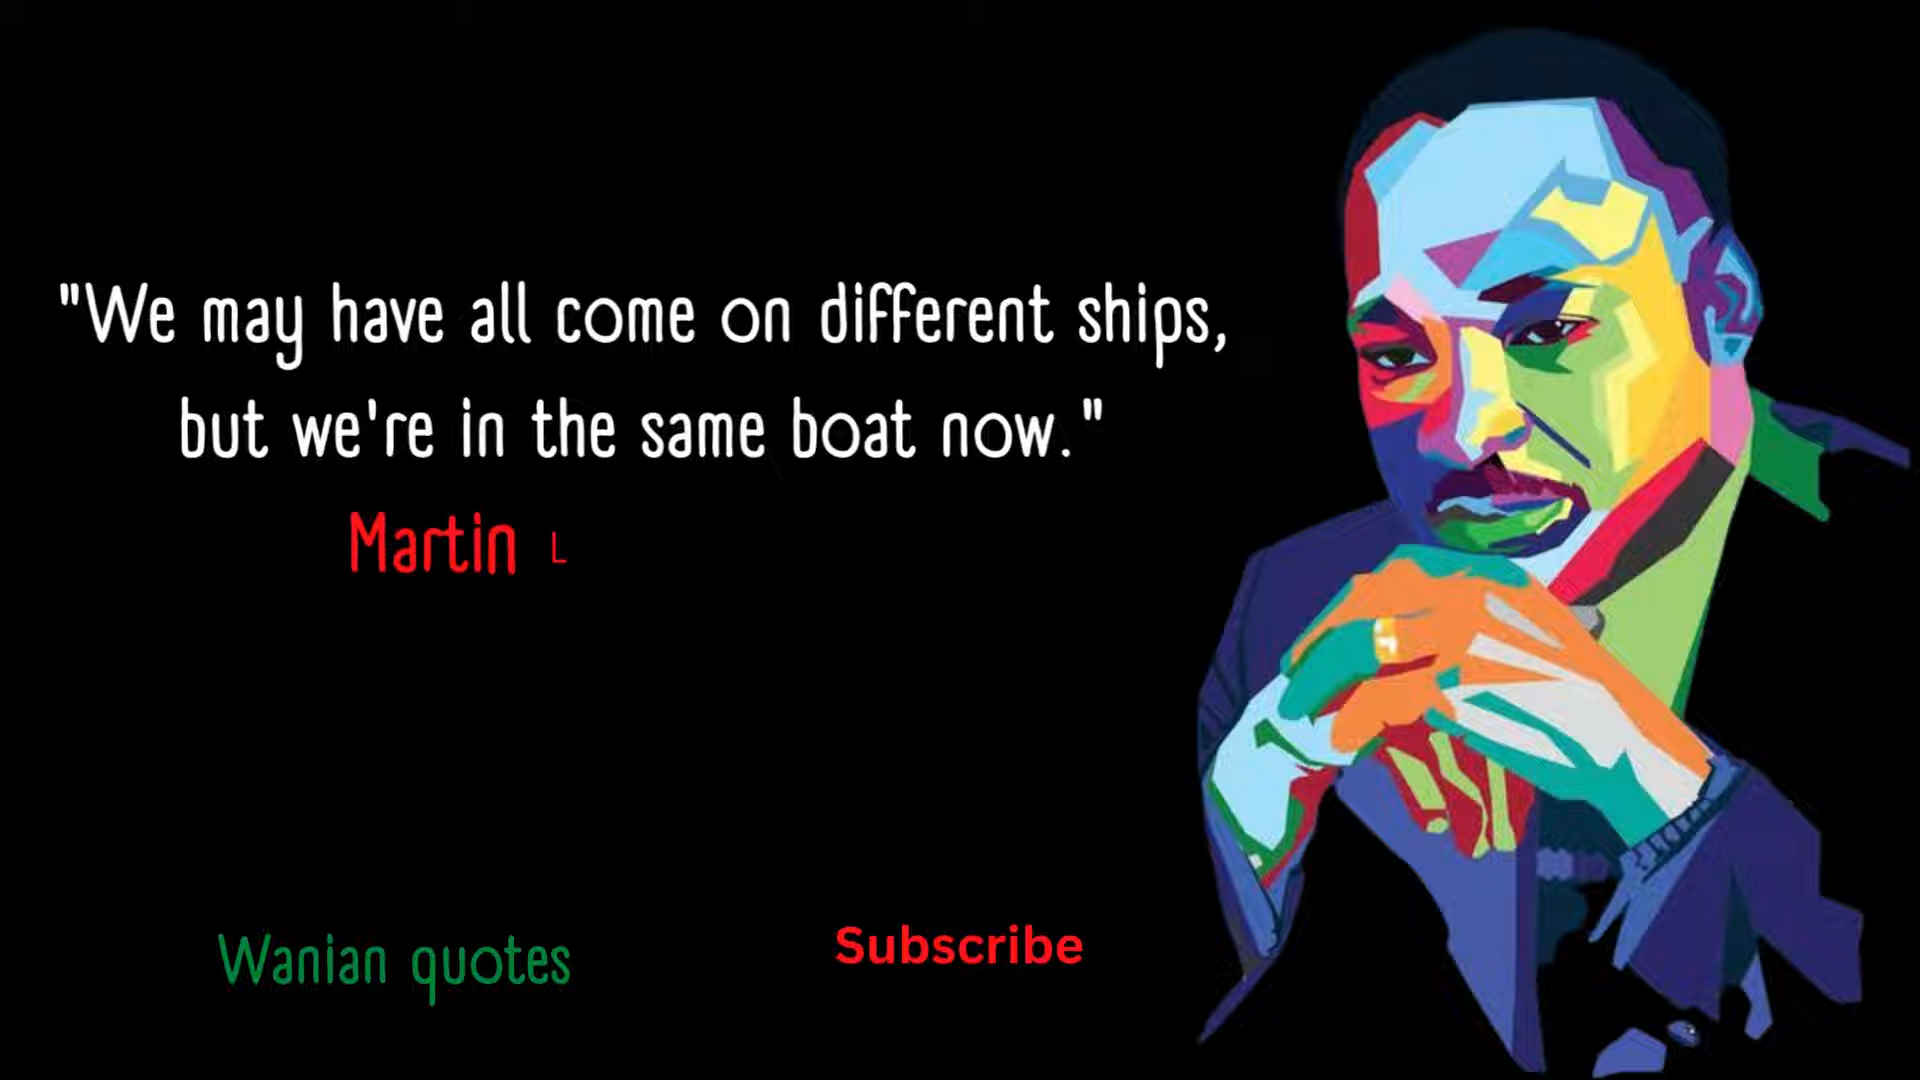 "We may have all come on different ships,
but we're in the same boat now."
Martin L
Wanian quotes
Subscribe